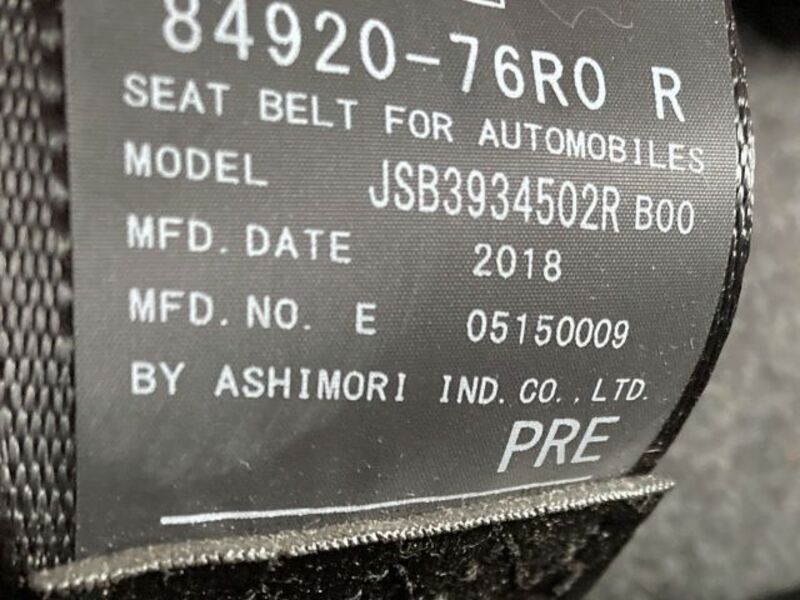 84920-76R0 R
SEAT BELT FOR AUTOMOBILES
MODEL JSB3934502R B00
MFD. DATE 2018
MFD. NO. E 05150009
BY ASHIMORI IND. CO., LTD.
PRE